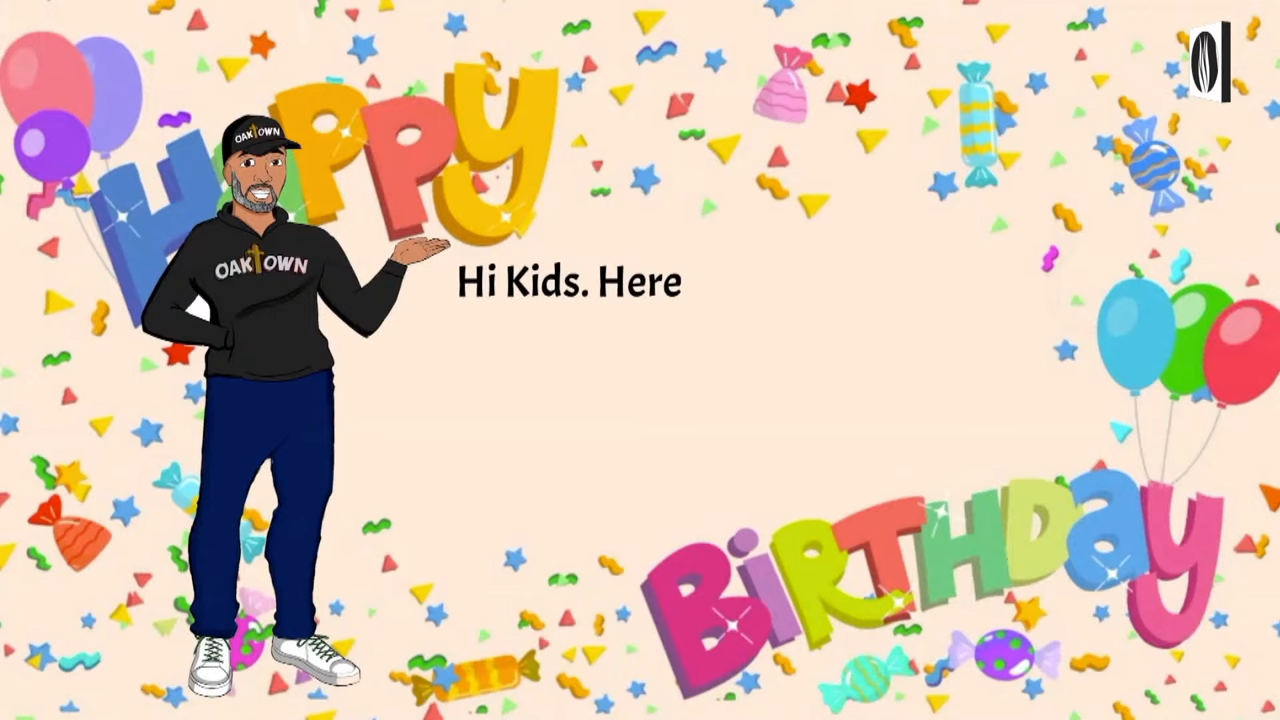 HAPPY
OAKTOWN
OAKTOWN
Hi Kids. Here
BiRTHDay